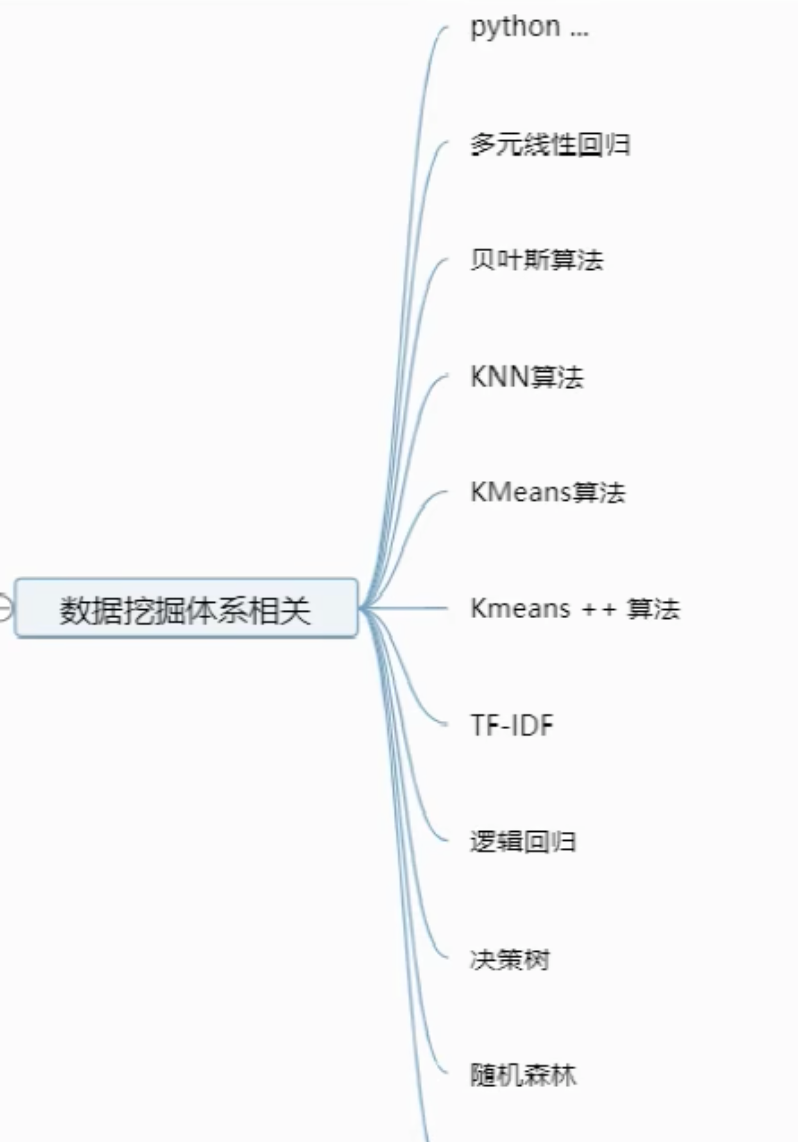 python ...
多元线性回归
贝叶斯算法
KNN算法
KMeans算法
数据挖掘体系相关
Kmeans ++ 算法
TF-IDF
逻辑回归
决策树
随机森林